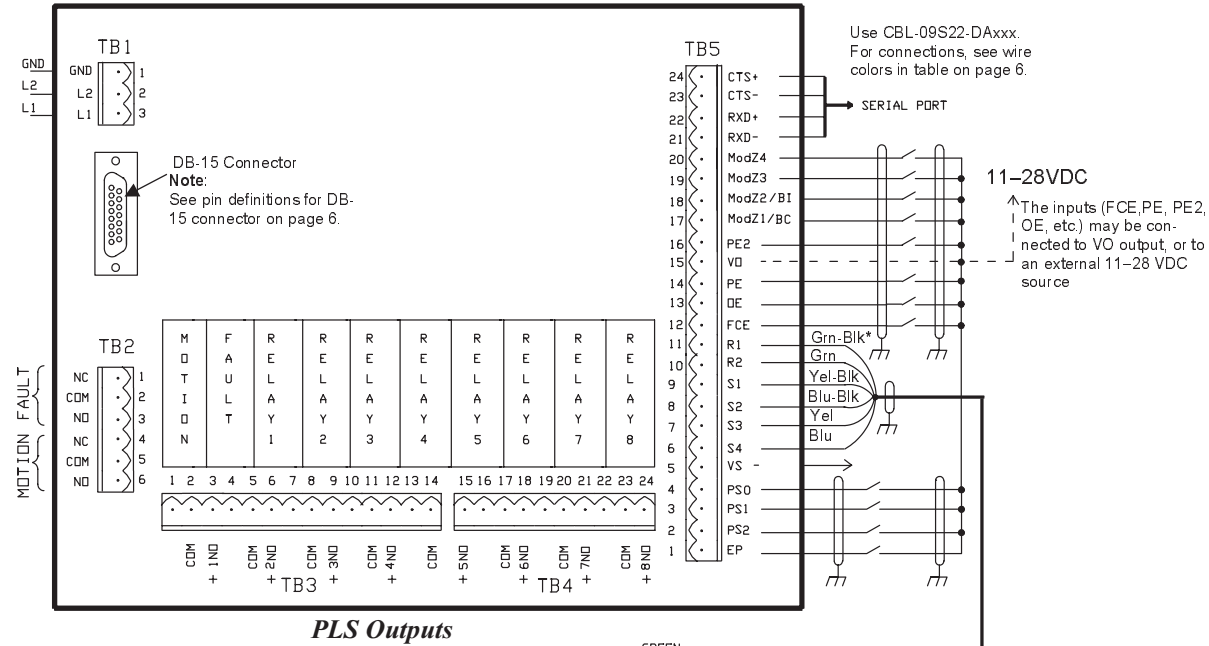 TB1
GND GND 1
L2 L2 2
L1 L1 3
DB-15 Connector
Note:
See pin definitions for DB-
15 connector on page 6.
TB2
FAULT
NC 1
COM 2
NO 3
MOTION
NC 4
COM 5
NO 6
MOTION
FAULT
RELAY 1
RELAY 2
RELAY 3
RELAY 4
RELAY 5
RELAY 6
RELAY 7
RELAY 8
1 2 3 4 5 6 7 8 9 10 11 12 13 14
15 16 17 18 19 20 21 22 23 24
COM
+ 1NO
COM
+ 2NO
COM
+ 3NO
COM
+ 4NO
COM
+ 5NO
COM
+ 6NO
COM
+ 7NO
COM
+ 8NO
TB3
TB4
TB5
24 CTS+
23 CTS-
22 RXD+
21 RXD-
20 ModZ4
19 ModZ3
18 ModZ2/BI
17 ModZ1/BC
16 PE2
15 VO
14 PE
13 OE
12 FCE
11 R1 Grn-Blk*
10 R2 Grn
9 S1 Yel-Blk
8 S2 Blu-Blk
7 S3 Yel
6 S4 Blu
5 VS -
4 PS0
3 PS1
2 PS2
1 EP
Use CBL-09S22-DAxxx.
For connections, see wire
colors in table on page 6.
SERIAL PORT
11–28VDC
The inputs (FCE,PE, PE2,
OE, etc.) may be con-
nected to VO output, or to
an external 11–28 VDC
source
PLS Outputs